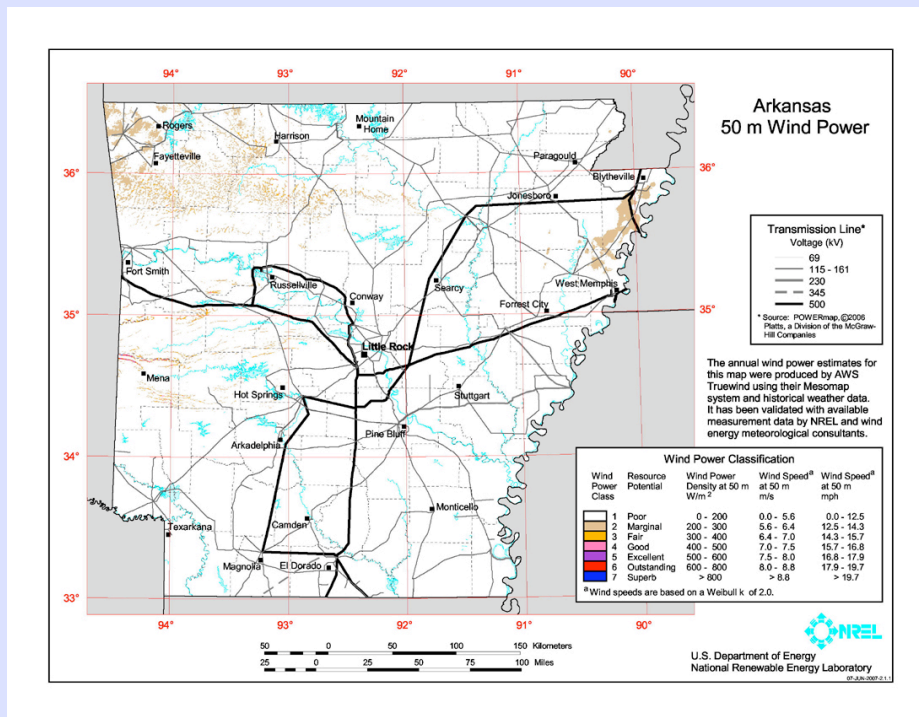 Arkansas
50 m Wind Power
94° 93° 92° 91° 90°
Rogers
Fayetteville
Harrison
Mountain
Home
Paragould
Blytheville
36° 36°
Jonesboro
Fort Smith
Russellville
Conway
Searcy
West Memphis
Forrest City
35° 35°
Little Rock
Mena
Hot Springs
Stuttgart
Arkadelphia
Pine Bluff
34° 34°
Texarkana
Camden
Monticello
Magnolia
El Dorado
33° 33°
94° 93° 92° 91° 90°
50 0 50 100 150 Kilometers
25 0 25 50 75 100 Miles
Transmission Line*
Voltage (kV)
69
115 - 161
230
345
500
* Source: POWERmap, ©2006
Platts, a Division of the McGraw-
Hill Companies
The annual wind power estimates for
this map were produced by AWS
Truewind using their Mesomap
system and historical weather data.
It has been validated with available
measurement data by NREL and wind
energy meteorological consultants.
Wind Power Classification
Wind Resource Wind Power Wind Speed a Wind Speed a
Power Potential Density at 50 m at 50 m at 50 m
Class W/m 2 m/s mph
1 Poor 0 - 200 0.0 - 5.6 0.0 - 12.5
2 Marginal 200 - 300 5.6 - 6.4 12.5 - 14.3
3 Fair 300 - 400 6.4 - 7.0 14.3 - 15.7
4 Good 400 - 500 7.0 - 7.5 15.7 - 16.8
5 Excellent 500 - 600 7.5 - 8.0 16.8 - 17.9
6 Outstanding 600 - 800 8.0 - 8.8 17.9 - 19.7
7 Superb > 800 > 8.8 > 19.7
a Wind speeds are based on a Weibull k of 2.0.
NREL
U.S. Department of Energy
National Renewable Energy Laboratory
07-JUN-2007-2.1.1